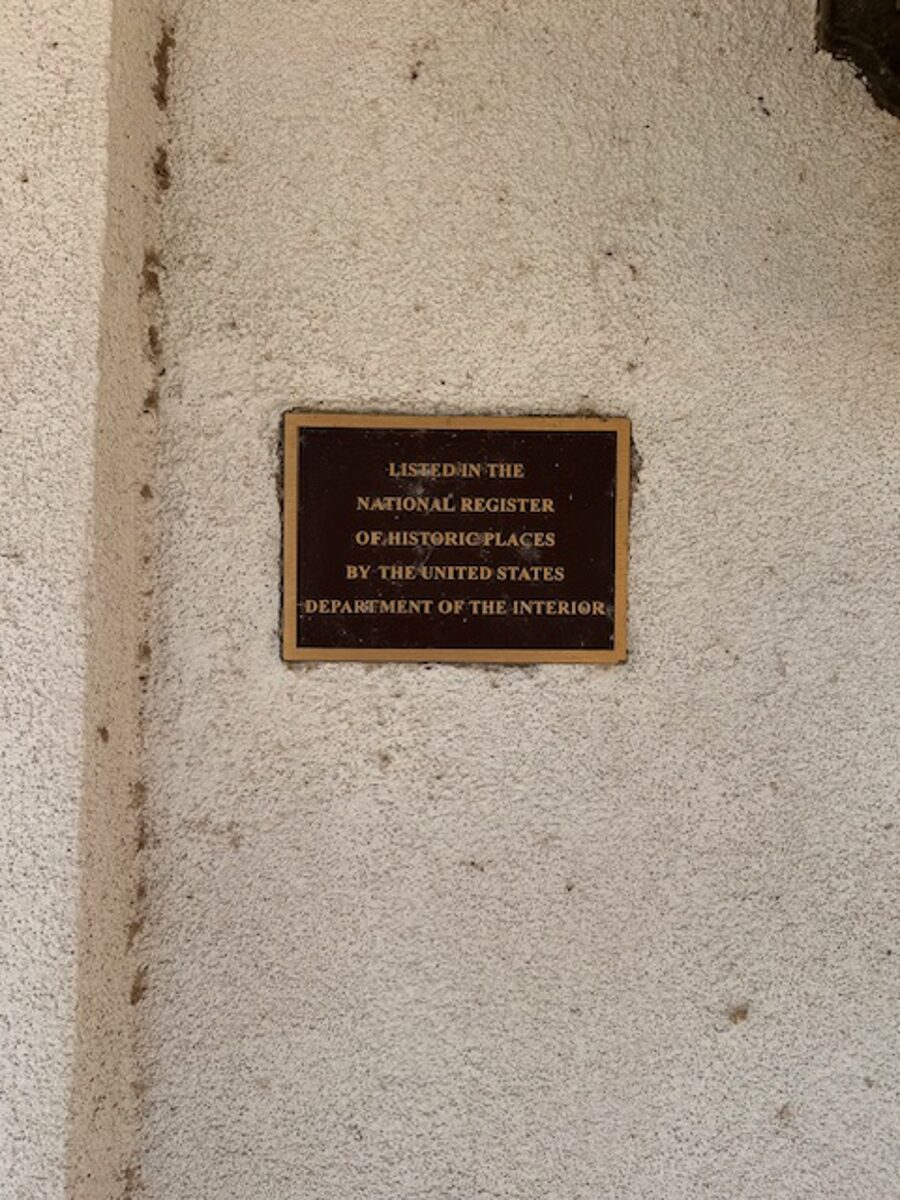 LISTED IN THE
NATIONAL REGISTER
OF HISTORIC PLACES
BY THE UNITED STATES
DEPARTMENT OF THE INTERIOR